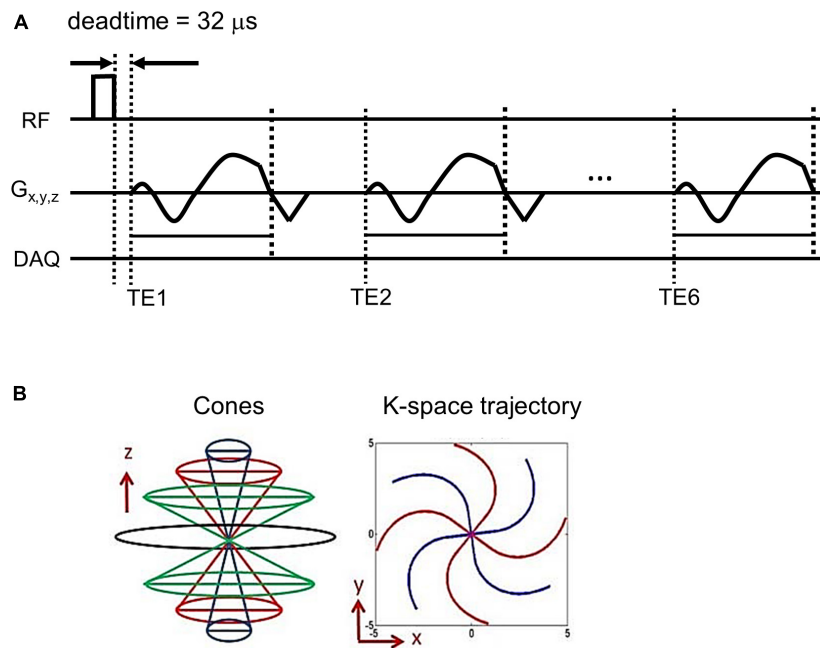 A
deadtime = 32 μs
RF
Gx,y,z
...
DAQ
TE1 TE2 TE6
B
Cones K-space trajectory
z
5
0
y
-5
x
-5 0 5